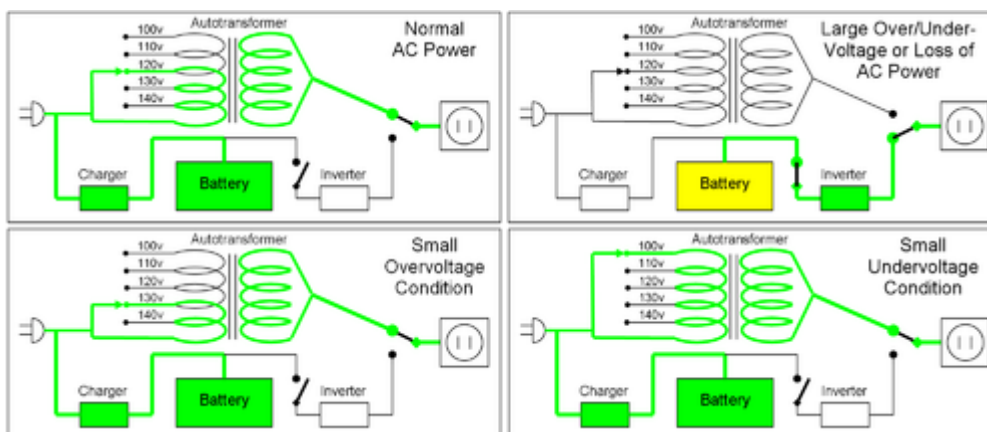 Autotransformer
Normal
AC Power
100v
110v
120v
130v
140v
Charger
Battery
Inverter
Autotransformer
Large Over/Under-
Voltage or Loss of
AC Power
100v
110v
120v
130v
140v
Charger
Battery
Inverter
Autotransformer
Small
Overvoltage
Condition
100v
110v
120v
130v
140v
Charger
Battery
Inverter
Autotransformer
Small
Undervoltage
Condition
100v
110v
120v
130v
140v
Charger
Battery
Inverter